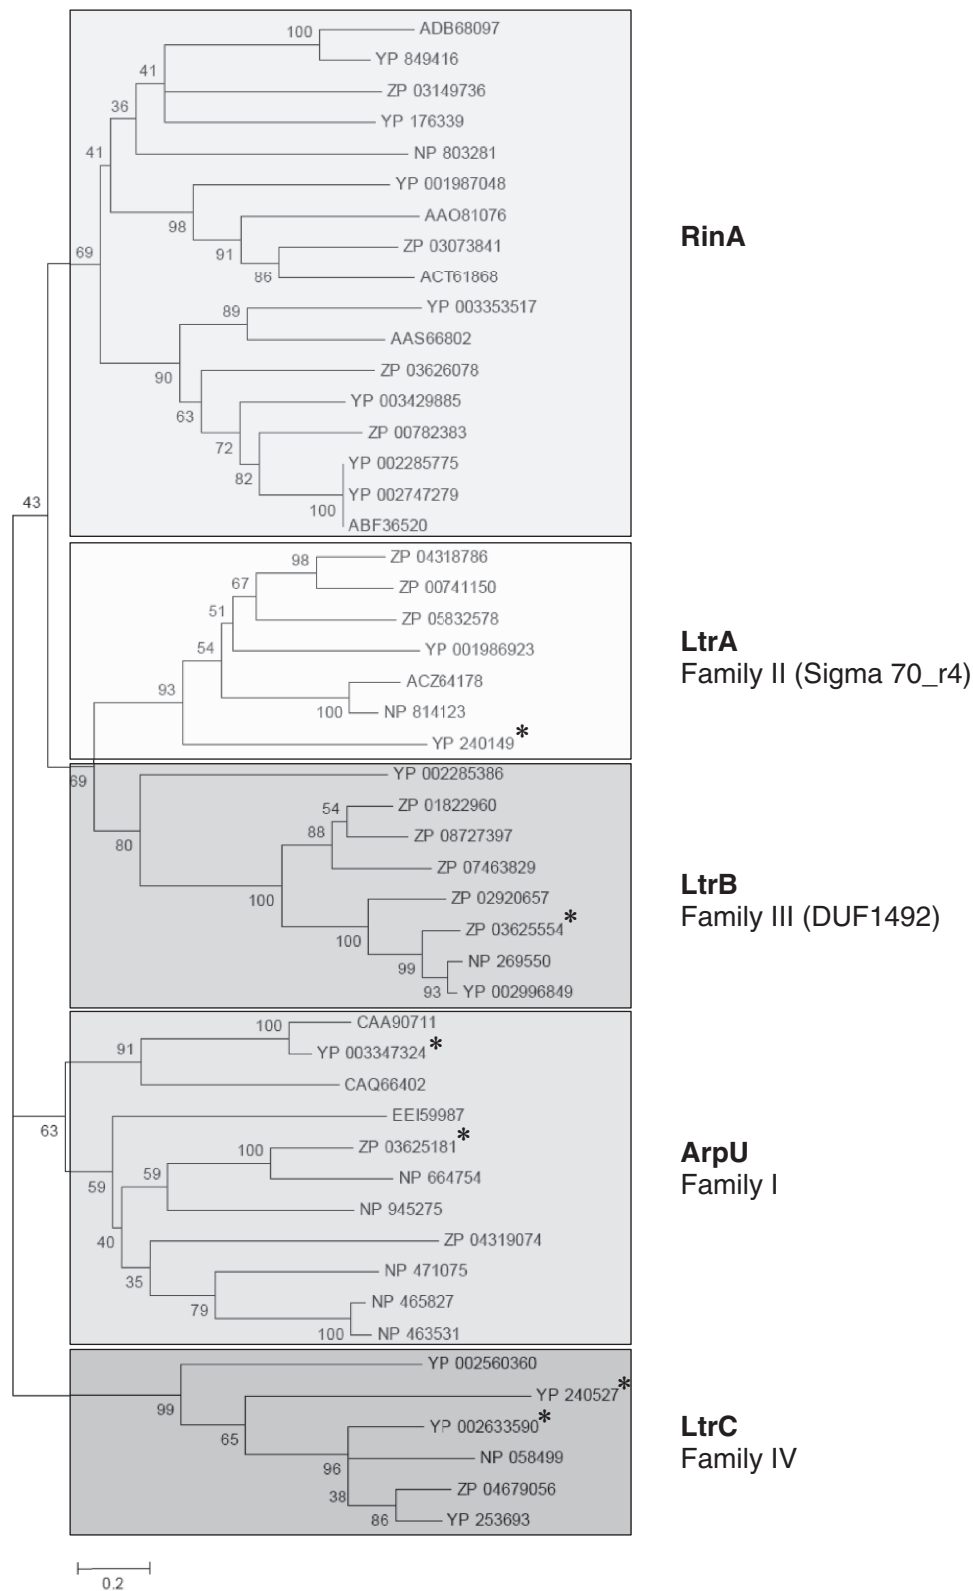 100
ADB68097
YP 849416
41
ZP 03149736
36
YP 176339
41
NP 803281
YP 001987048
98
AAO81076
RinA
69
91
ZP 03073841
86
ACT61868
89
YP 003353517
AAS66802
90
ZP 03626078
63
YP 003429885
72
ZP 00782383
82
YP 002285775
YP 002747279
43
100
ABF36520
98
ZP 04318786
67
ZP 00741150
51
ZP 05832578
54
YP 001986923
LtrA
Family II (Sigma 70_r4)
93
ACZ64178
100
NP 814123
YP 240149*
69
YP 002285386
54
ZP 01822960
88
ZP 08727397
80
ZP 07463829
100
ZP 02920657
LtrB
Family III (DUF1492)
100
ZP 03625554*
99
NP 269550
93
YP 002996849
100
CAA90711
91
YP 003347324*
CAQ66402
63
EEI59987
100
ZP 03625181*
ArpU
Family I
59
59
NP 664754
NP 945275
40
ZP 04319074
35
NP 471075
79
NP 465827
100
NP 463531
YP 002560360
99
YP 240527*
65
YP 002633590*
LtrC
Family IV
96
NP 058499
38
ZP 04679056
86
YP 253693
0.2